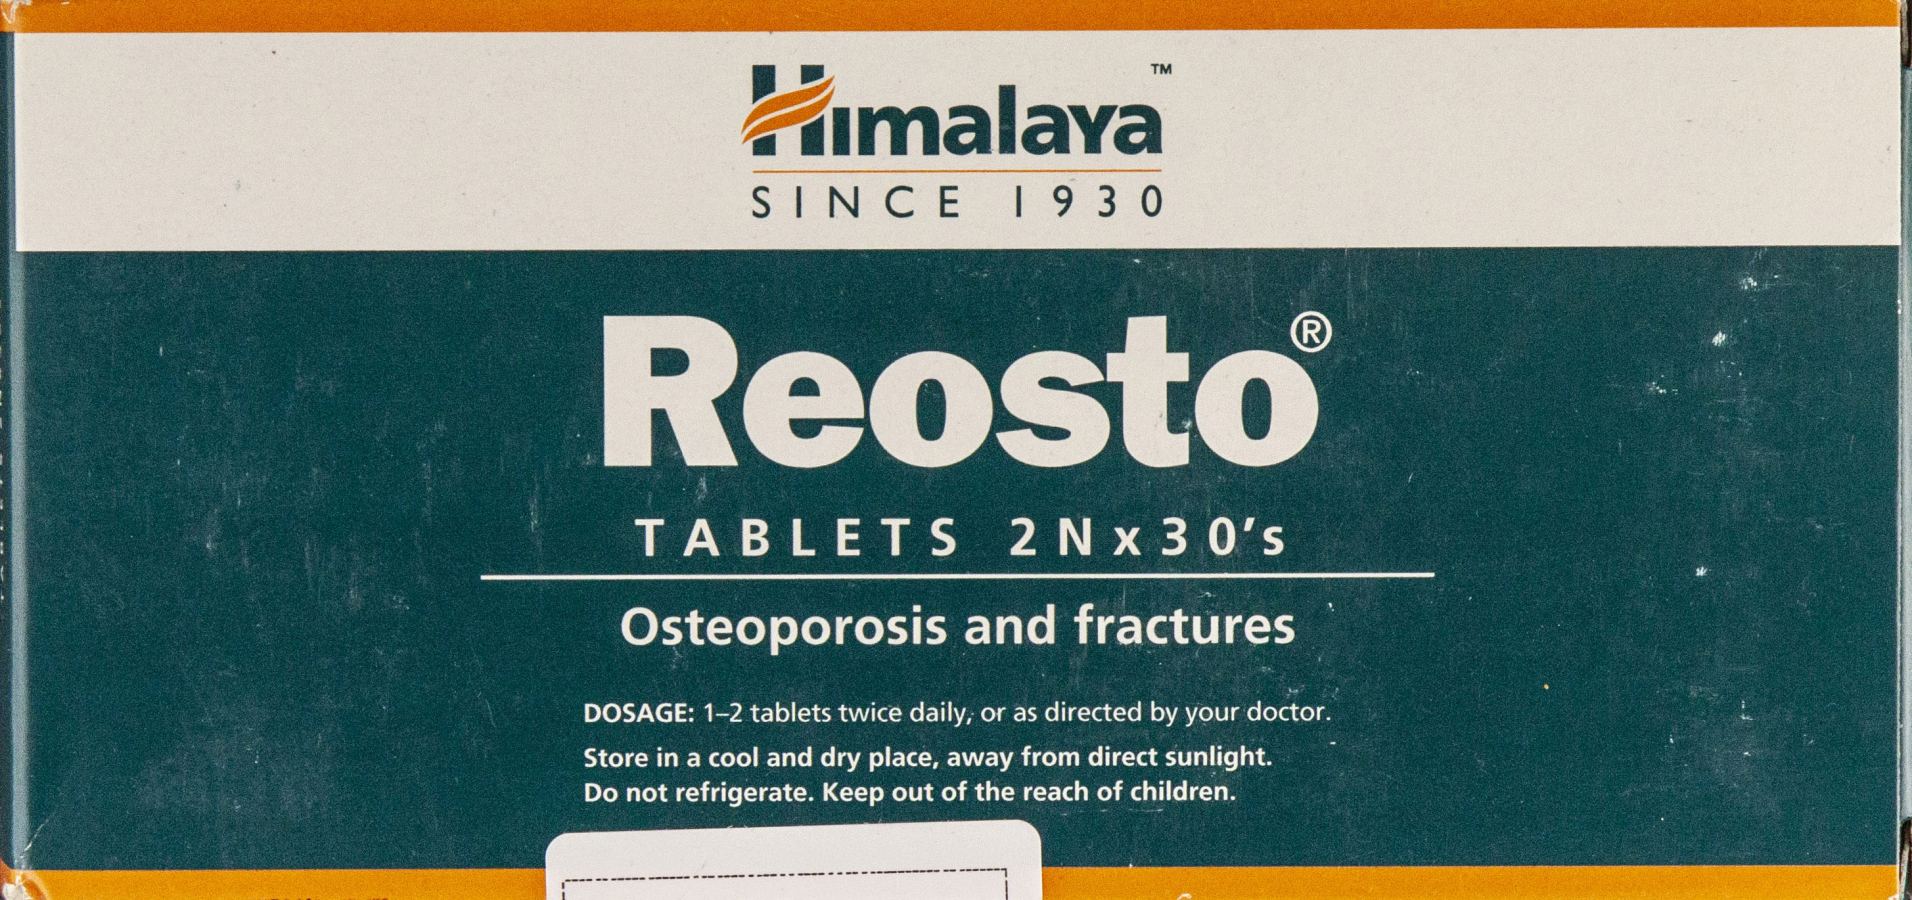 Himalaya™
SINCE 1930
Reosto®
TABLETS 2Nx30's
Osteoporosis and fractures
DOSAGE: 1–2 tablets twice daily, or as directed by your doctor.
Store in a cool and dry place, away from direct sunlight.
Do not refrigerate. Keep out of the reach of children.